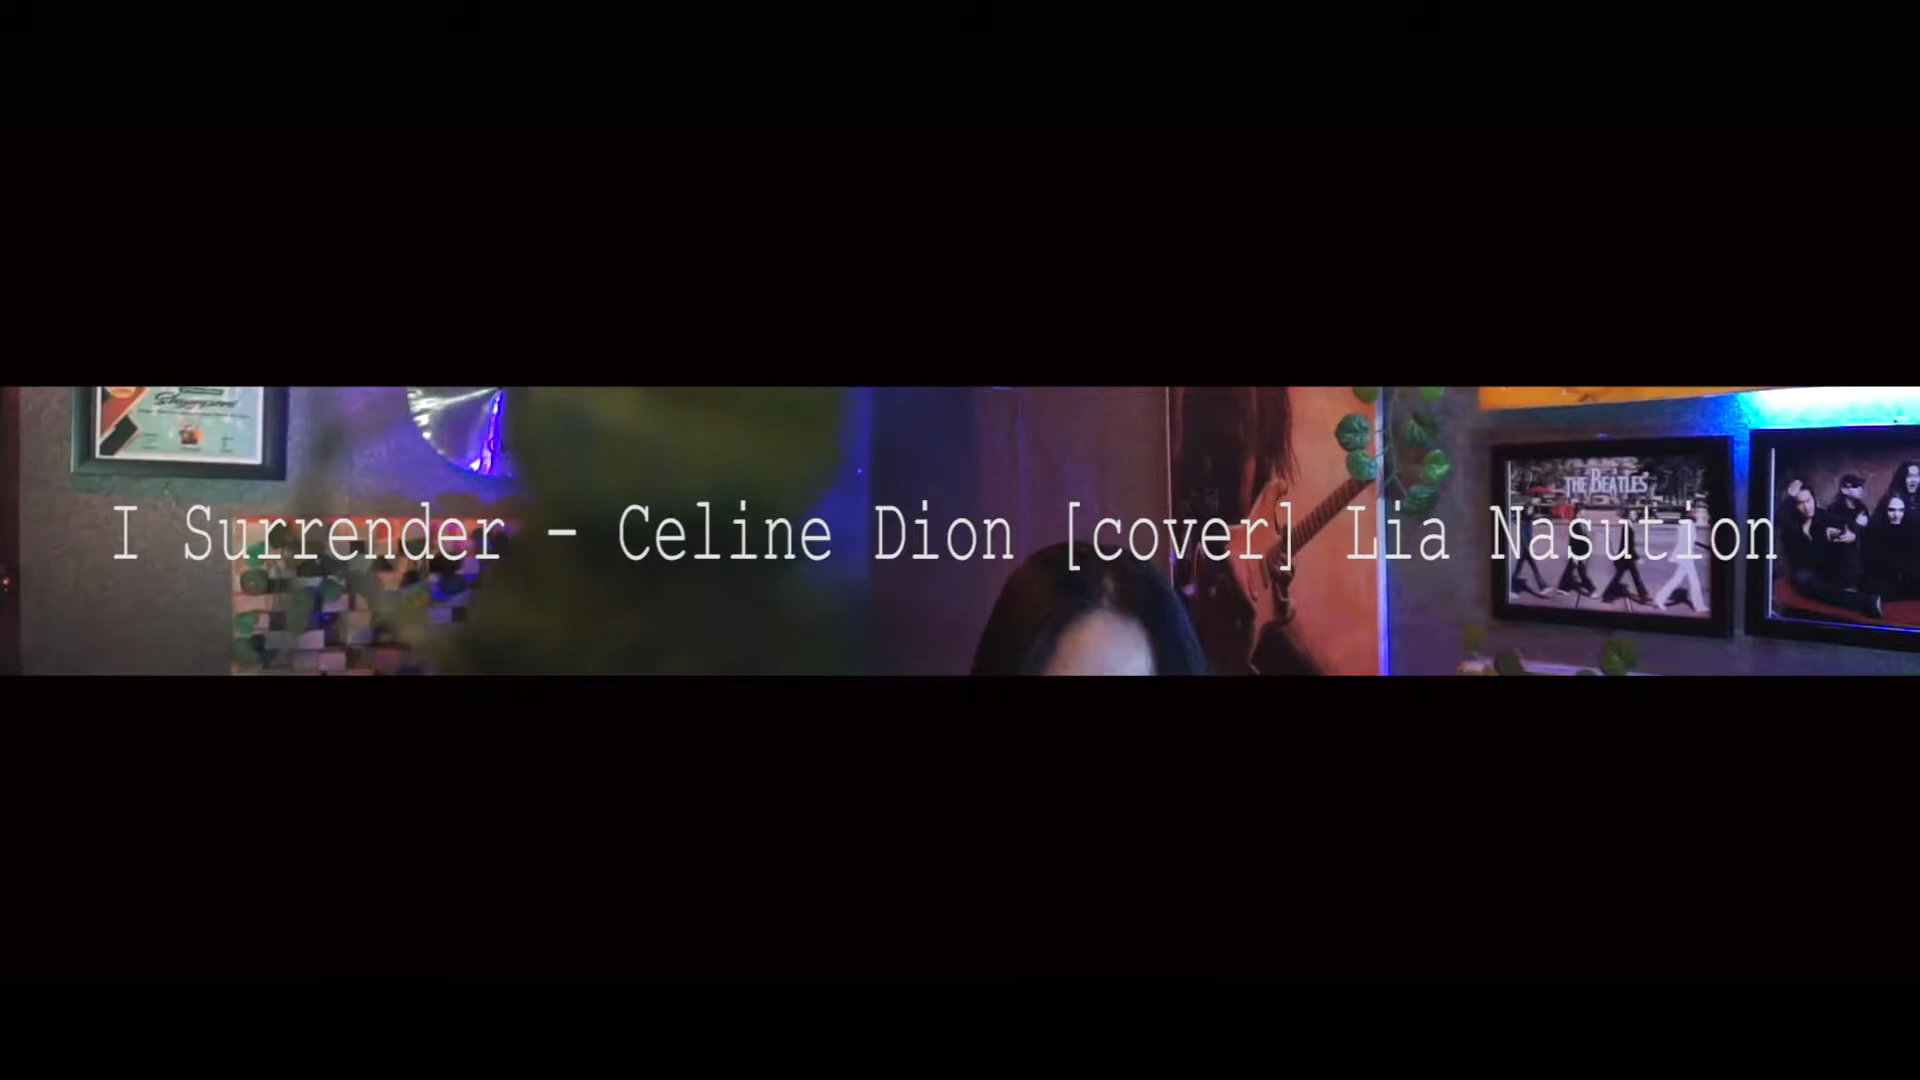 I Surrender - Celine Dion [cover] Lia Nasution
THE BEATLES